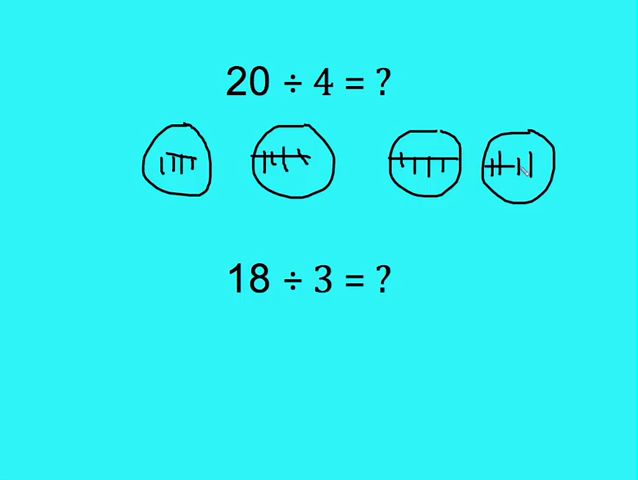 20 ÷ 4 = ?
18 ÷ 3 = ?